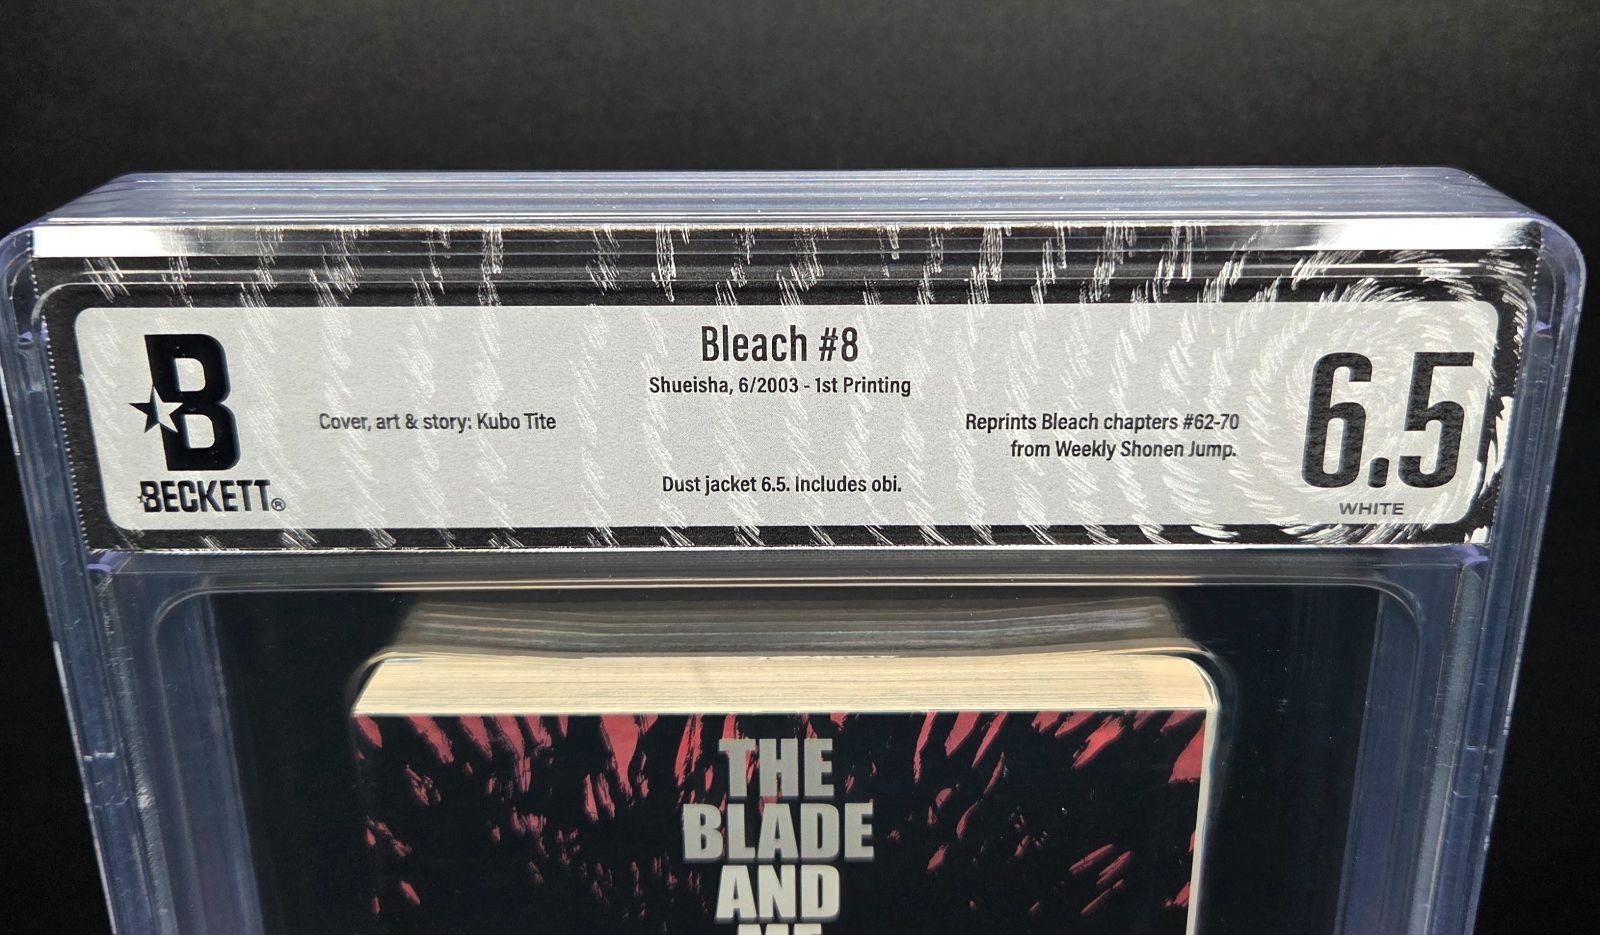 Bleach #8
Shueisha, 6/2003 - 1st Printing
Cover, art & story: Kubo Tite
Reprints Bleach chapters #62-70
from Weekly Shonen Jump.
Dust jacket 6.5. Includes obi.
B
BECKETT®
6.5
WHITE
THE
BLADE
AND
ME